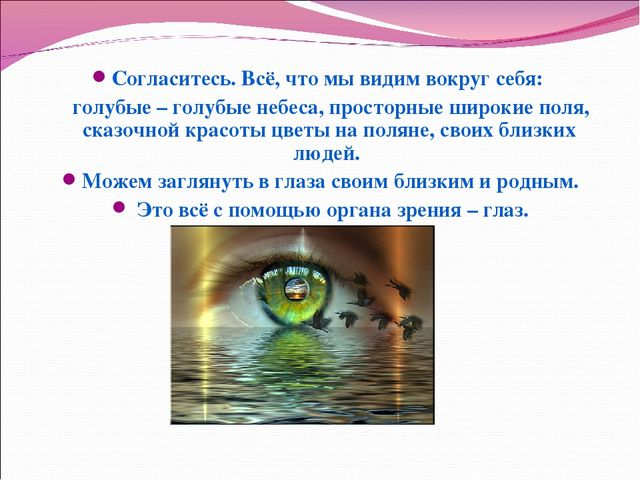 Согласитесь. Всё, что мы видим вокруг себя:
голубые – голубые небеса, просторные широкие поля,
сказочной красоты цветы на поляне, своих близких
людей.
Можем заглянуть в глаза своим близким и родным.
Это всё с помощью органа зрения – глаз.